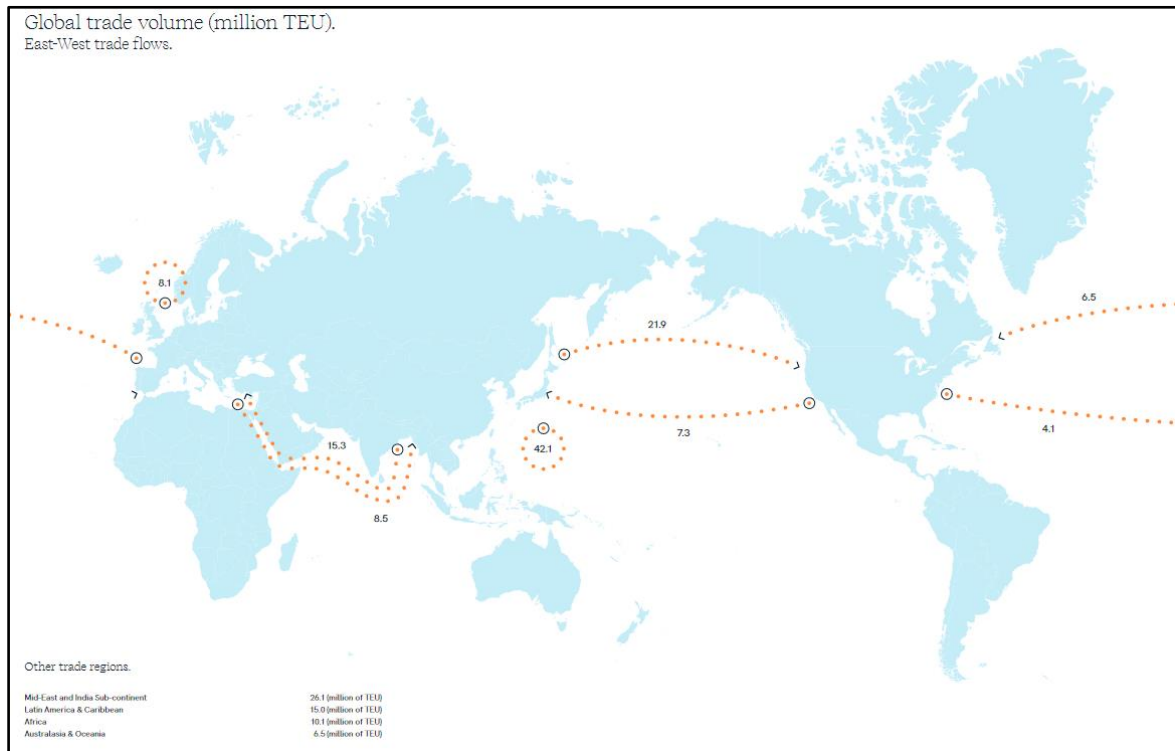 Global trade volume (million TEU).
East-West trade flows.
8.1
6.5
21.9
15.3
7.3
42.1
4.1
8.5
Other trade regions.
Mid-East and India Sub-continent 26.1 (million of TEU)
Latin America & Caribbean 15.0 (million of TEU)
Africa 10.1 (million of TEU)
Australasia & Oceania 6.5 (million of TEU)